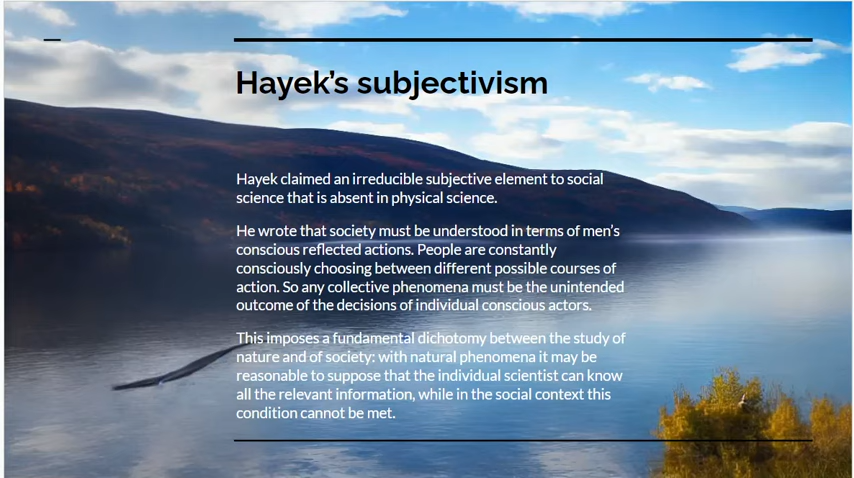 Hayek's subjectivism
Hayek claimed an irreducible subjective element to social
science that is absent in physical science.
He wrote that society must be understood in terms of men's
conscious reflected actions. People are constantly
consciously choosing between different possible courses of
action. So any collective phenomena must be the unintended
outcome of the decisions of individual conscious actors.
This imposes a fundamental dichotomy between the study of
nature and of society: with natural phenomena it may be
reasonable to suppose that the individual scientist can know
all the relevant information, while in the social context this
condition cannot be met.